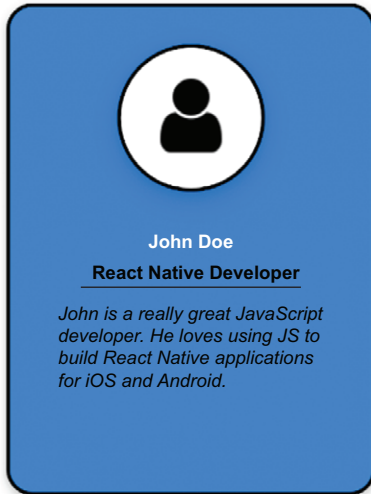 John Doe
React Native Developer
John is a really great JavaScript
developer. He loves using JS to
build React Native applications
for iOS and Android.